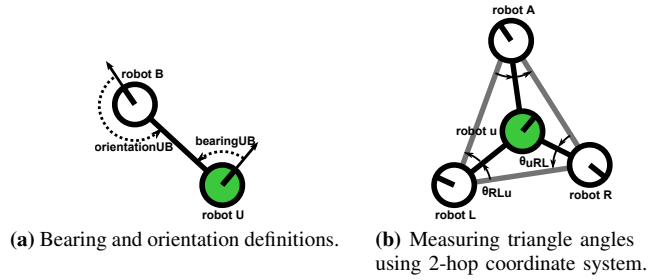 robot A
robot B
bearingUB
orientationUB
robot u
θuRL
θRLu
robot U
robot L
robot R
(a) Bearing and orientation definitions.
(b) Measuring triangle angles
using 2-hop coordinate system.